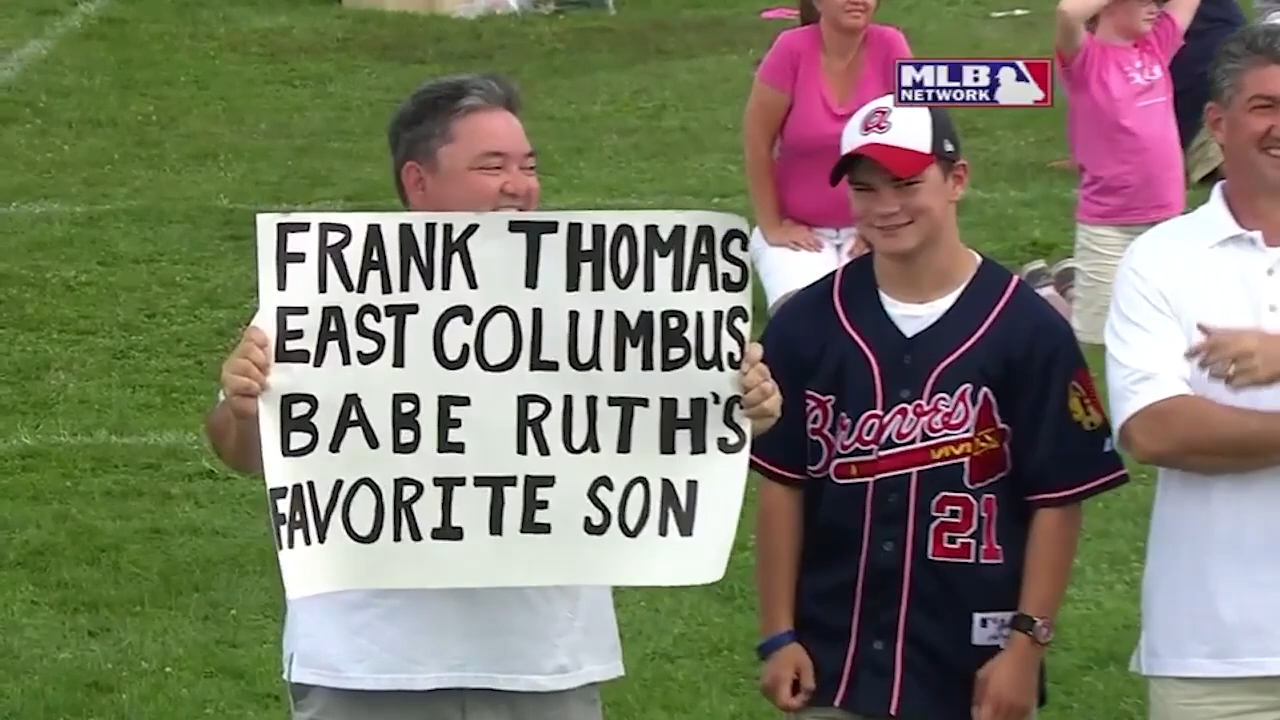 MLB
NETWORK
FRANK THOMAS
EAST COLUMBUS
BABE RUTH'S
FAVORITE SON
a
Braves
21